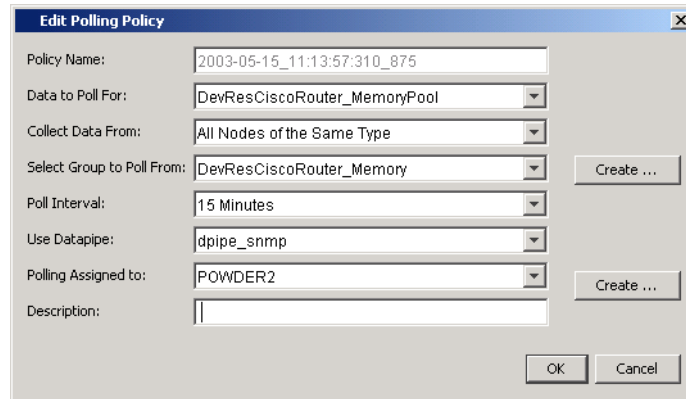 Edit Polling Policy
Policy Name: 2003-05-15_11:13:57:310_875
Data to Poll For: DevResCiscoRouter_MemoryPool
Collect Data From: All Nodes of the Same Type
Select Group to Poll From: DevResCiscoRouter_Memory Create ...
Poll Interval: 15 Minutes
Use Datapipe: dpipe_snmp
Polling Assigned to: POWDER2 Create ...
Description:
OK Cancel